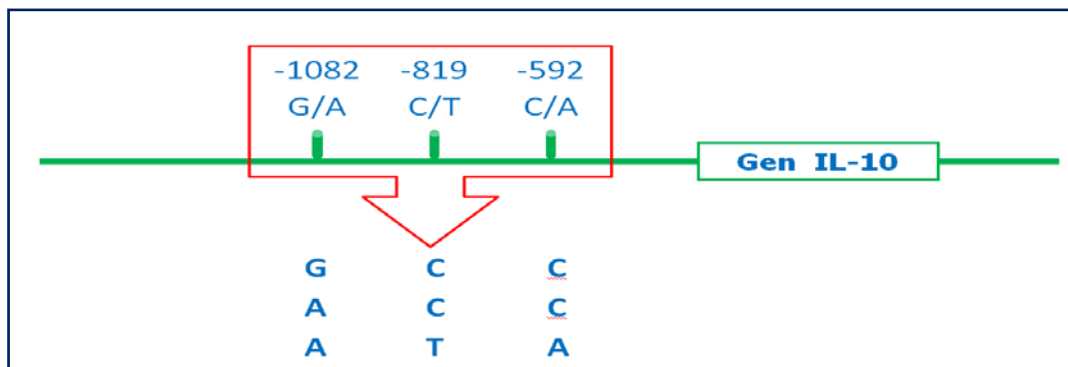 -1082 -819 -592
G/A C/T C/A
Gen IL-10
G C C
A C C
A T A